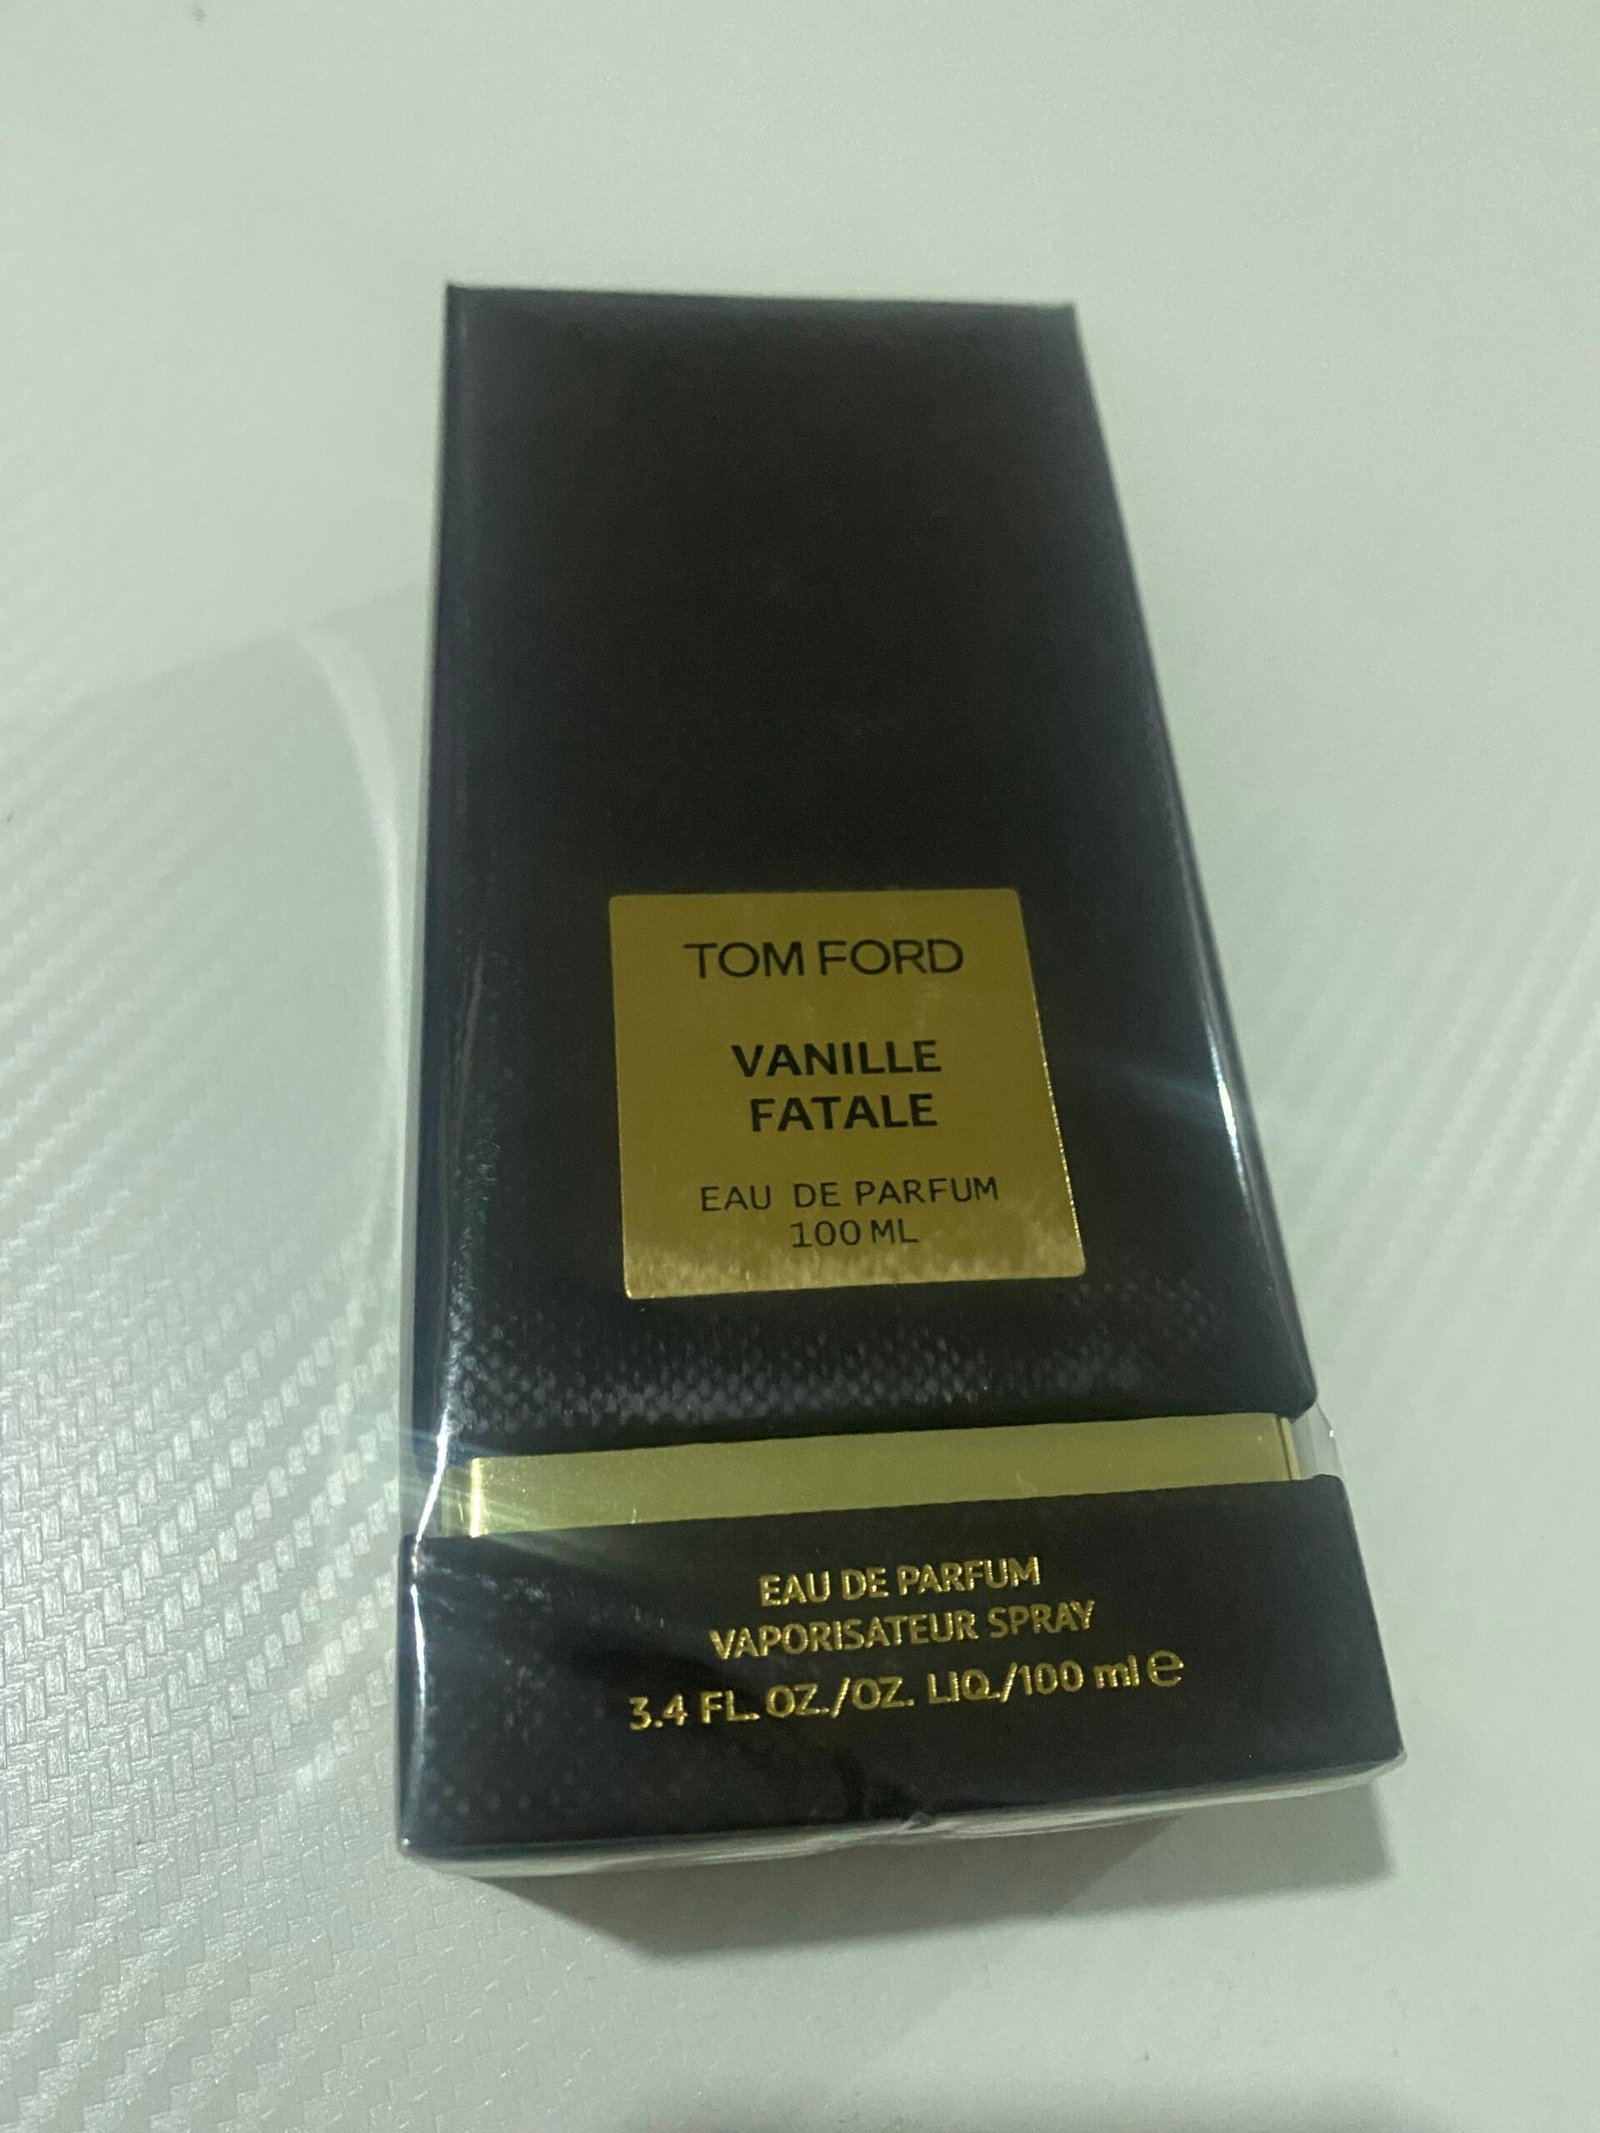 TOM FORD
VANILLE
FATALE
EAU DE PARFUM
100 ML
EAU DE PARFUM
VAPORISATEUR SPRAY
3.4 FL. OZ./OZ. LIQ./100 ml ℮